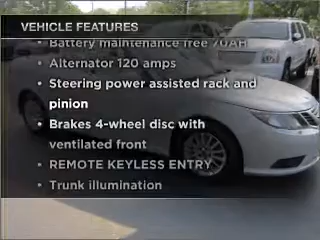 VEHICLE FEATURES
• Battery maintenance free 70AH
• Alternator 120 amps
• Steering power assisted rack and
pinion
• Brakes 4-wheel disc with
ventilated front
• REMOTE KEYLESS ENTRY
• Trunk illumination